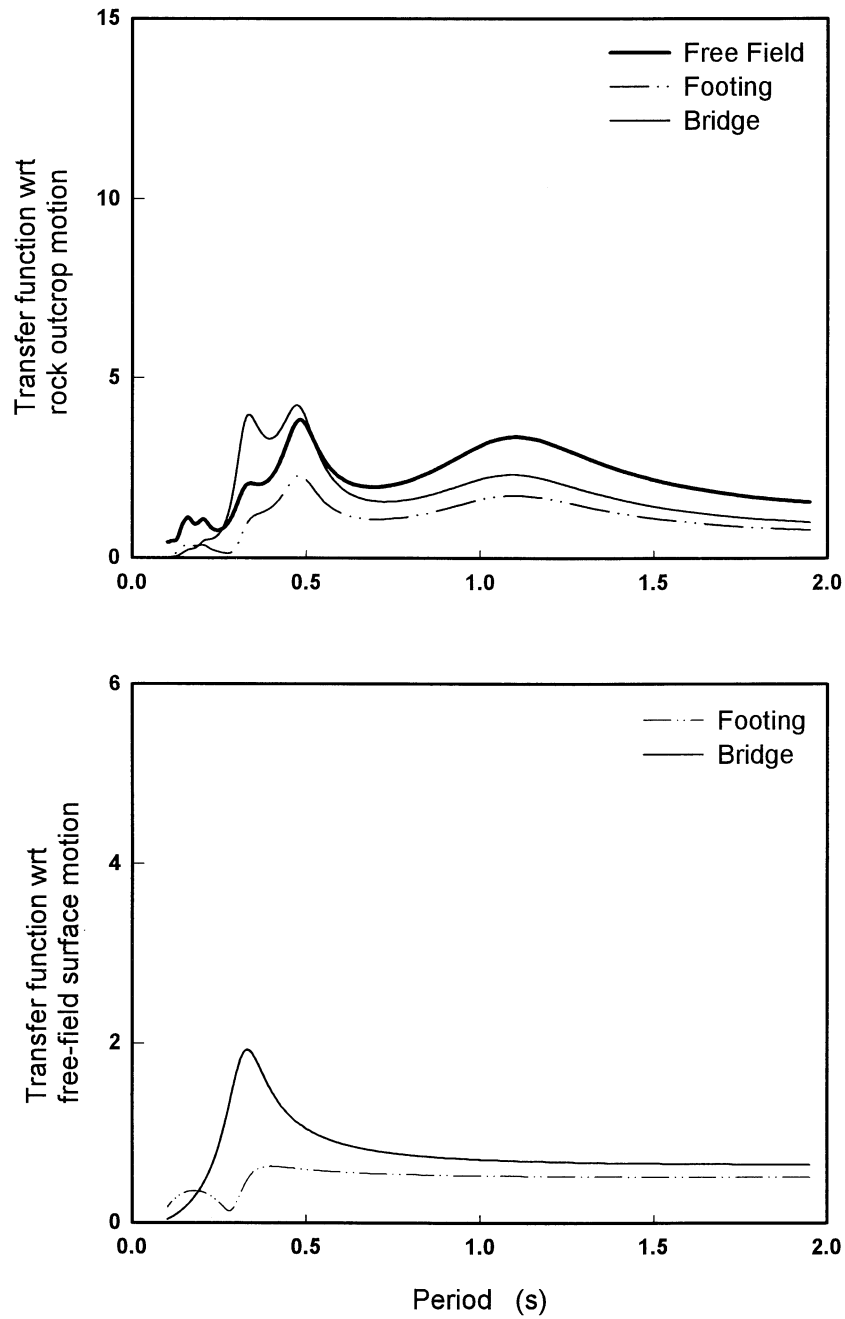 15
10
5
0
Transfer function wrt
rock outcrop motion
Free Field
Footing
Bridge
0.0 0.5 1.0 1.5 2.0
6
4
2
0
Transfer function wrt
free-field surface motion
Footing
Bridge
0.0 0.5 1.0 1.5 2.0
Period (s)